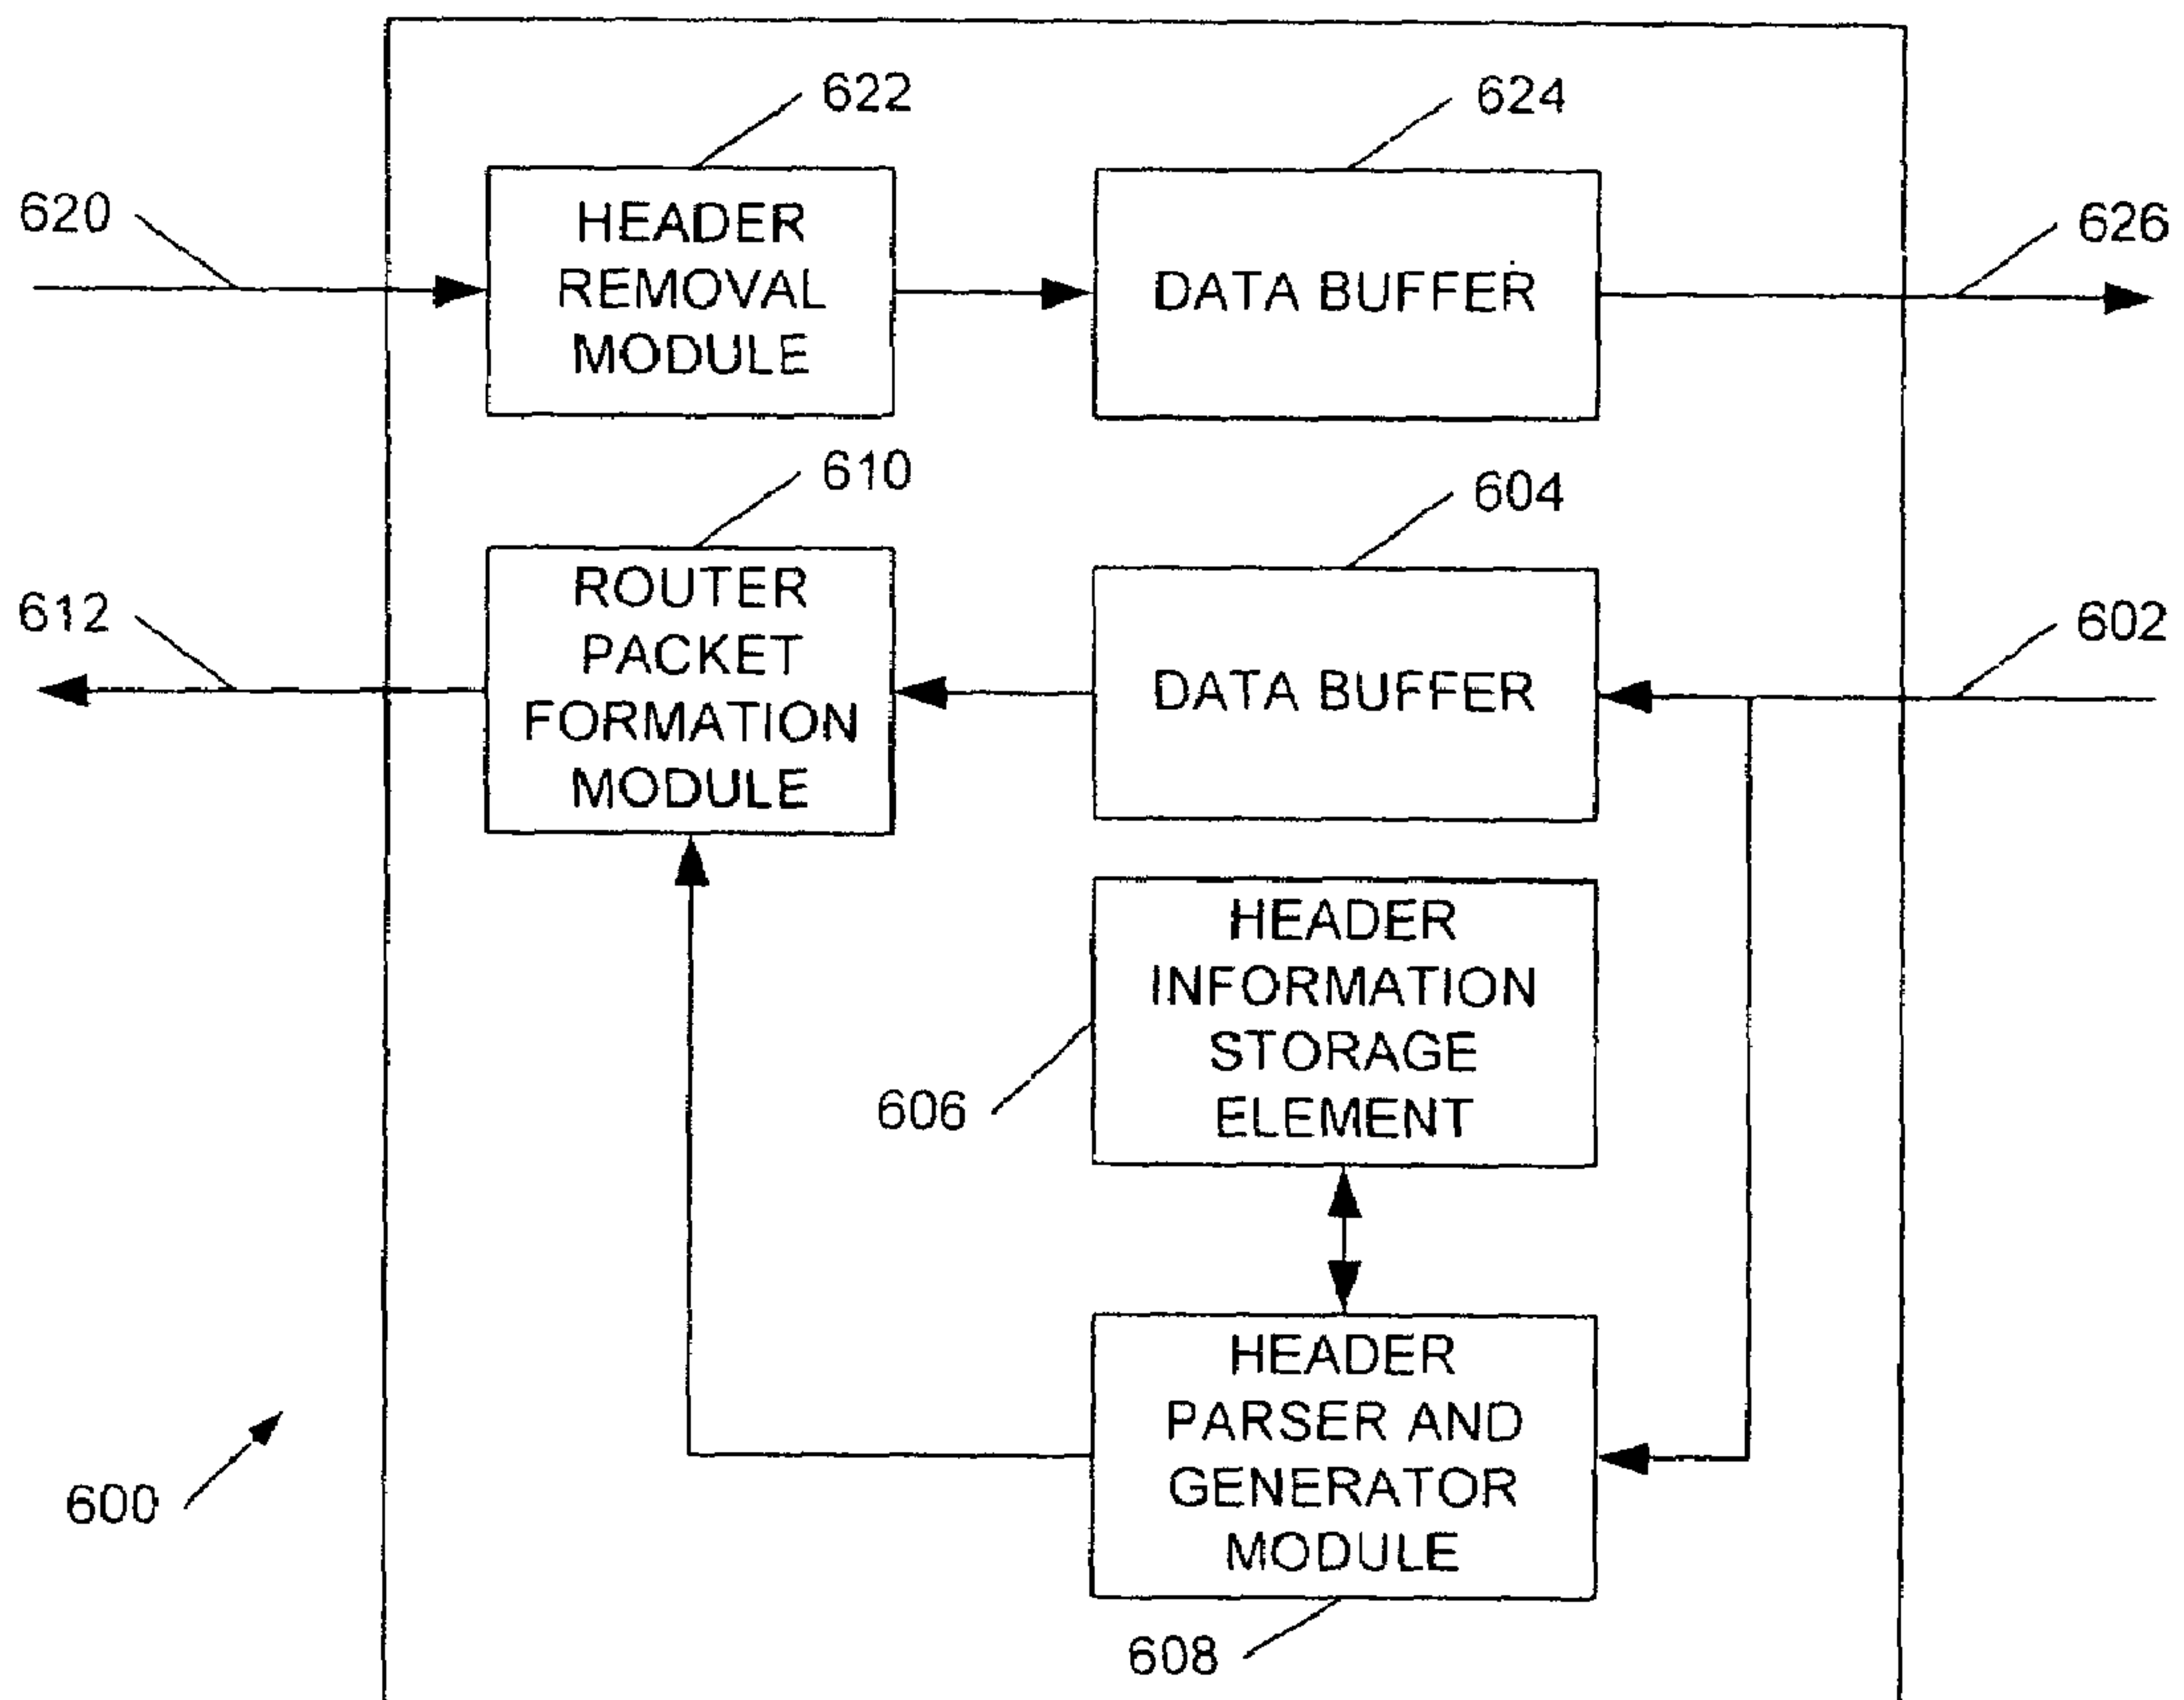 622
624
620
HEADER
REMOVAL
MODULE
DATA BUFFER
626
610
604
612
ROUTER
PACKET
FORMATION
MODULE
DATA BUFFER
602
HEADER
INFORMATION
STORAGE
ELEMENT
606
HEADER
PARSER AND
GENERATOR
MODULE
600
608